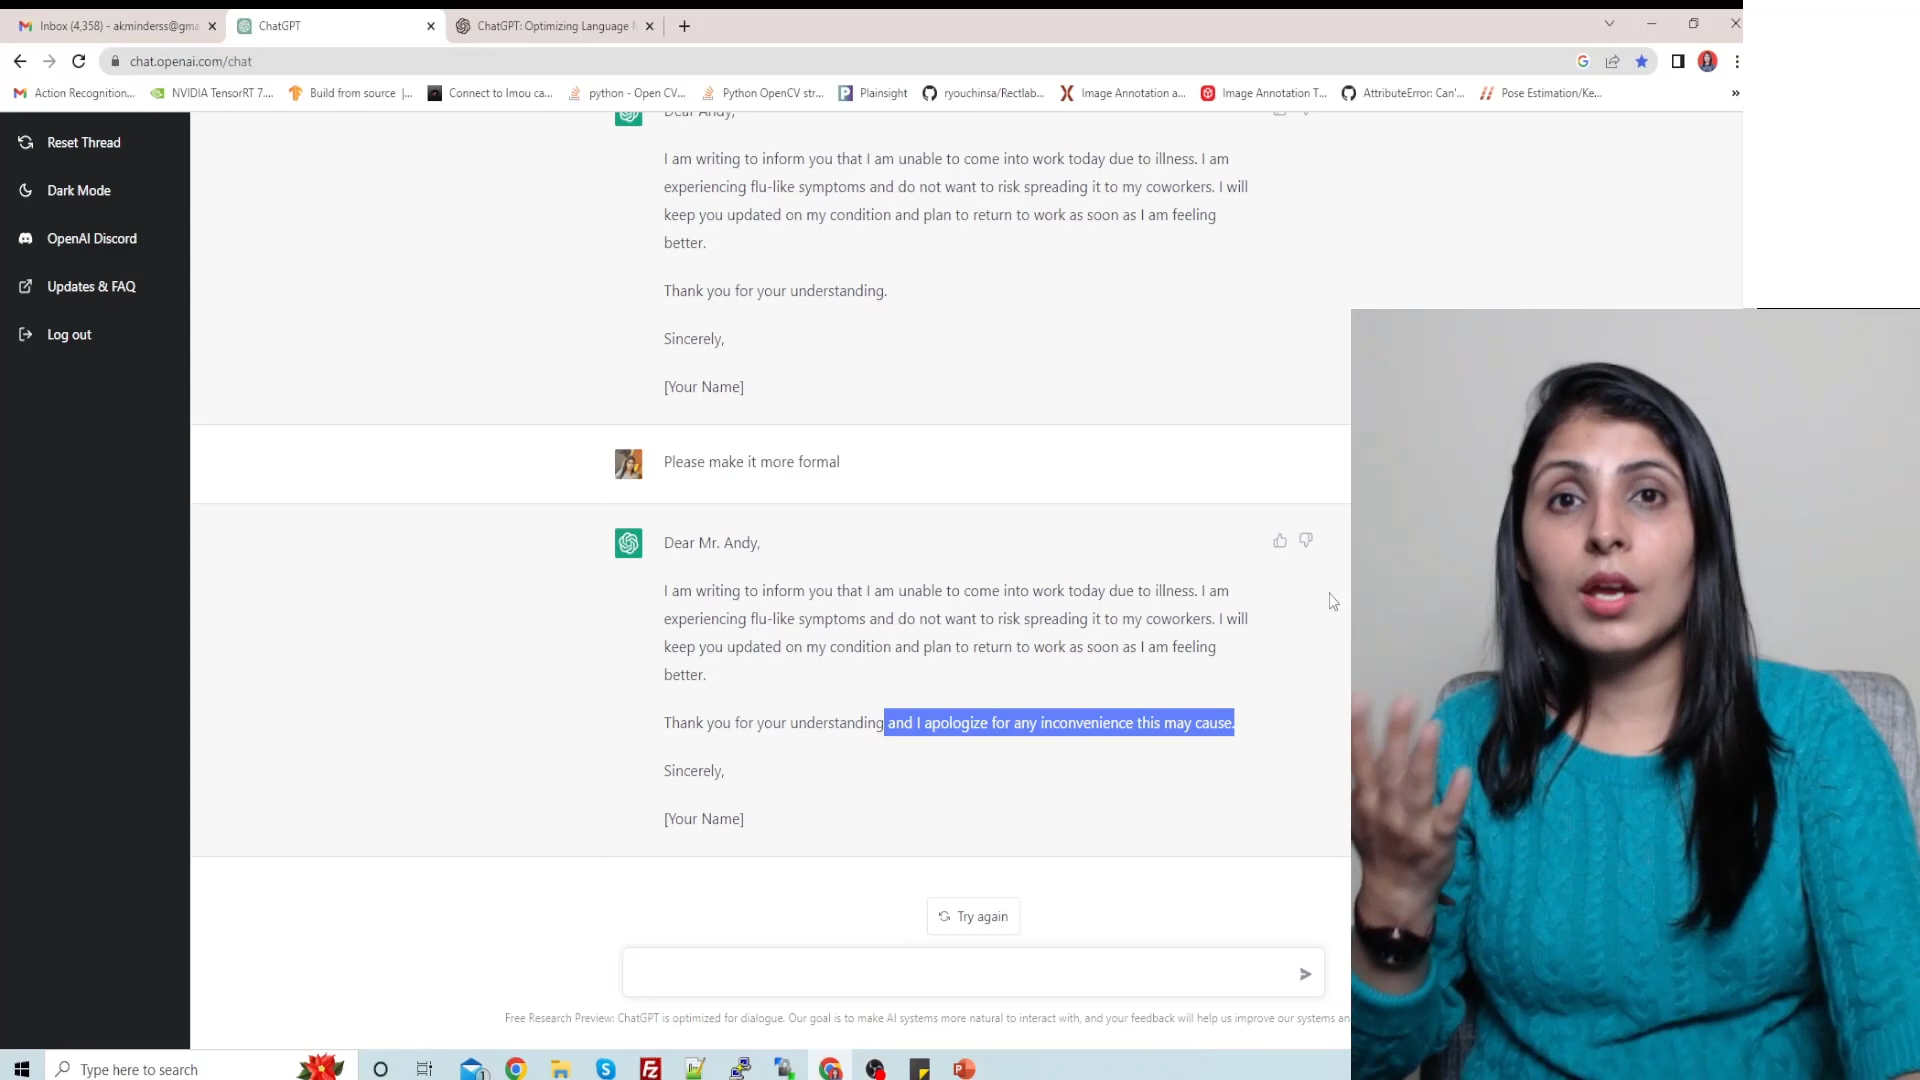 Inbox (4,358) - akminderss@gma
ChatGPT
ChatGPT: Optimizing Language
chat.openai.com/chat
Action Recognition...
NVIDIA TensorRT 7....
Build from source |...
Connect to Imou ca...
python - Open CV...
Python OpenCV str...
Plainsight
ryouchinsa/Rectlab...
Image Annotation a...
Image Annotation T...
AttributeError: Can'...
Pose Estimation/Ke...
»
Reset Thread
Dark Mode
OpenAI Discord
Updates & FAQ
Log out
Dear Andy,
I am writing to inform you that I am unable to come into work today due to illness. I am
experiencing flu-like symptoms and do not want to risk spreading it to my coworkers. I will
keep you updated on my condition and plan to return to work as soon as I am feeling
better.
Thank you for your understanding.
Sincerely,
[Your Name]
Please make it more formal
Dear Mr. Andy,
I am writing to inform you that I am unable to come into work today due to illness. I am
experiencing flu-like symptoms and do not want to risk spreading it to my coworkers. I will
keep you updated on my condition and plan to return to work as soon as I am feeling
better.
Thank you for your understanding and I apologize for any inconvenience this may cause.
Sincerely,
[Your Name]
Try again
Free Research Preview: ChatGPT is optimized for dialogue. Our goal is to make AI systems more natural to interact with, and your feedback will help us improve our systems
Type here to search